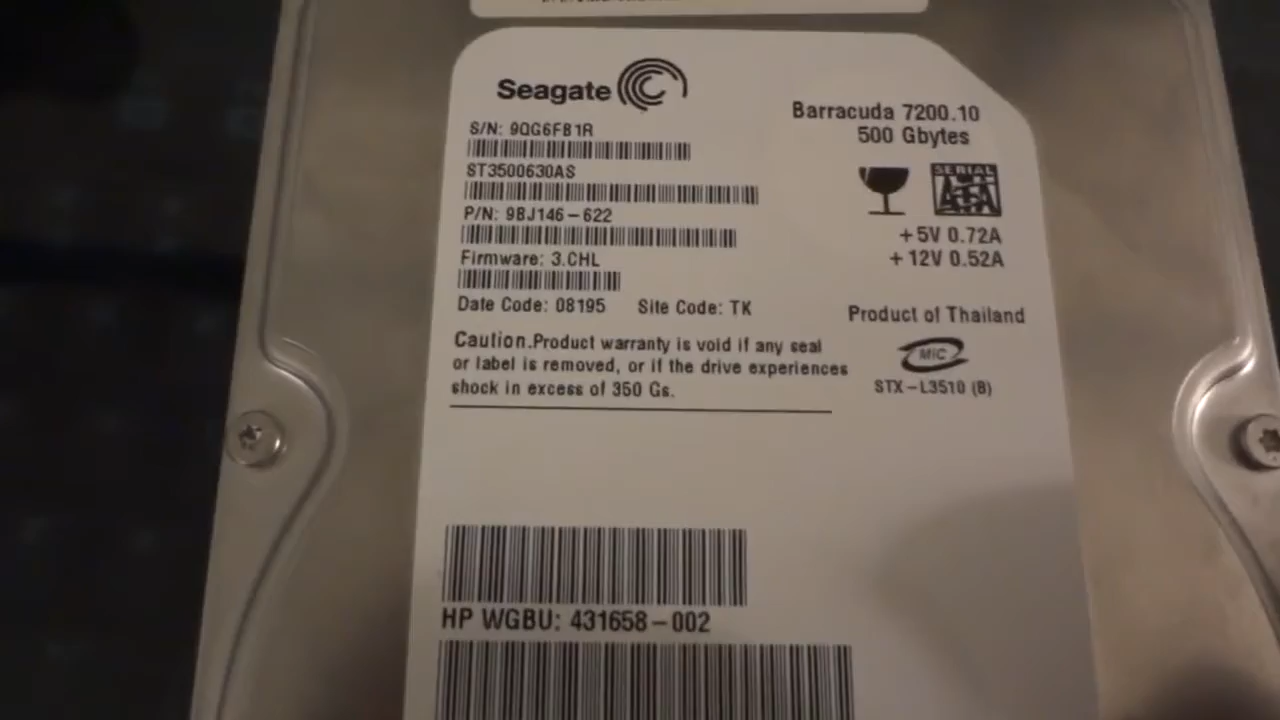 Seagate
S/N: 9QG6FB1R
ST3500630AS
P/N: 9BJ146-622
Firmware: 3.CHL
Date Code: 08195 Site Code: TK
Caution.Product warranty is void if any seal
or label is removed, or if the drive experiences
shock in excess of 350 Gs.
Barracuda 7200.10
500 Gbytes
SERIAL
ATA
+5V 0.72A
+12V 0.52A
Product of Thailand
MIC
STX-L3510 (B)
HP WGBU: 431658-002